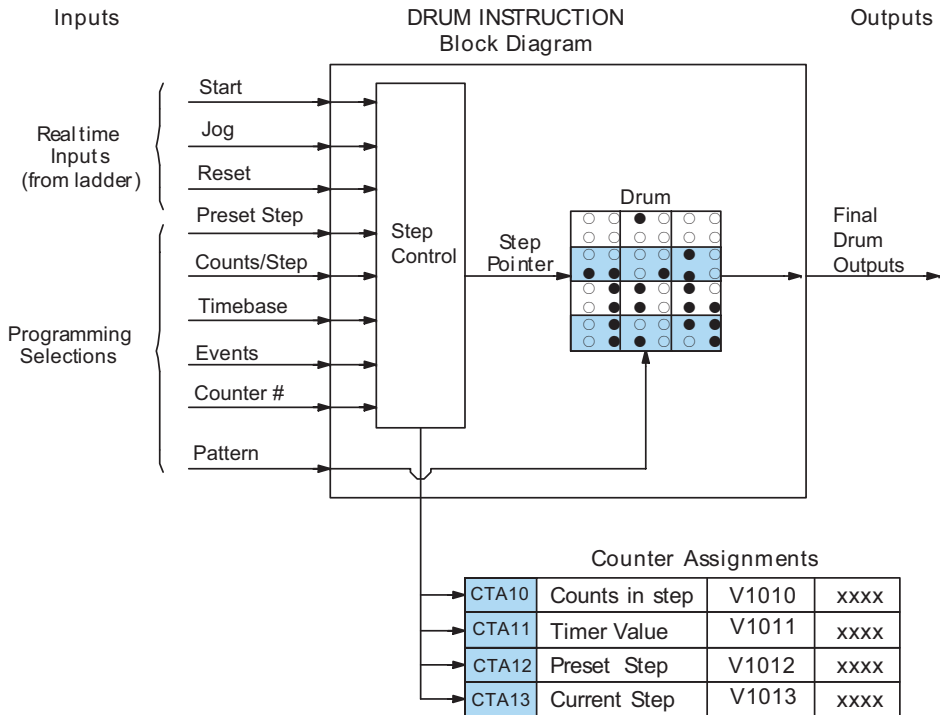 Inputs
DRUM INSTRUCTION
Block Diagram
Outputs
Real time
Inputs
(from ladder)
Start
Jog
Reset
Programming
Selections
Preset Step
Counts/Step
Timebase
Events
Counter #
Pattern
Step
Control
Step
Pointer
Drum
Final
Drum
Outputs
Counter Assignments
CTA10 Counts in step V1010 xxxx
CTA11 Timer Value V1011 xxxx
CTA12 Preset Step V1012 xxxx
CTA13 Current Step V1013 xxxx